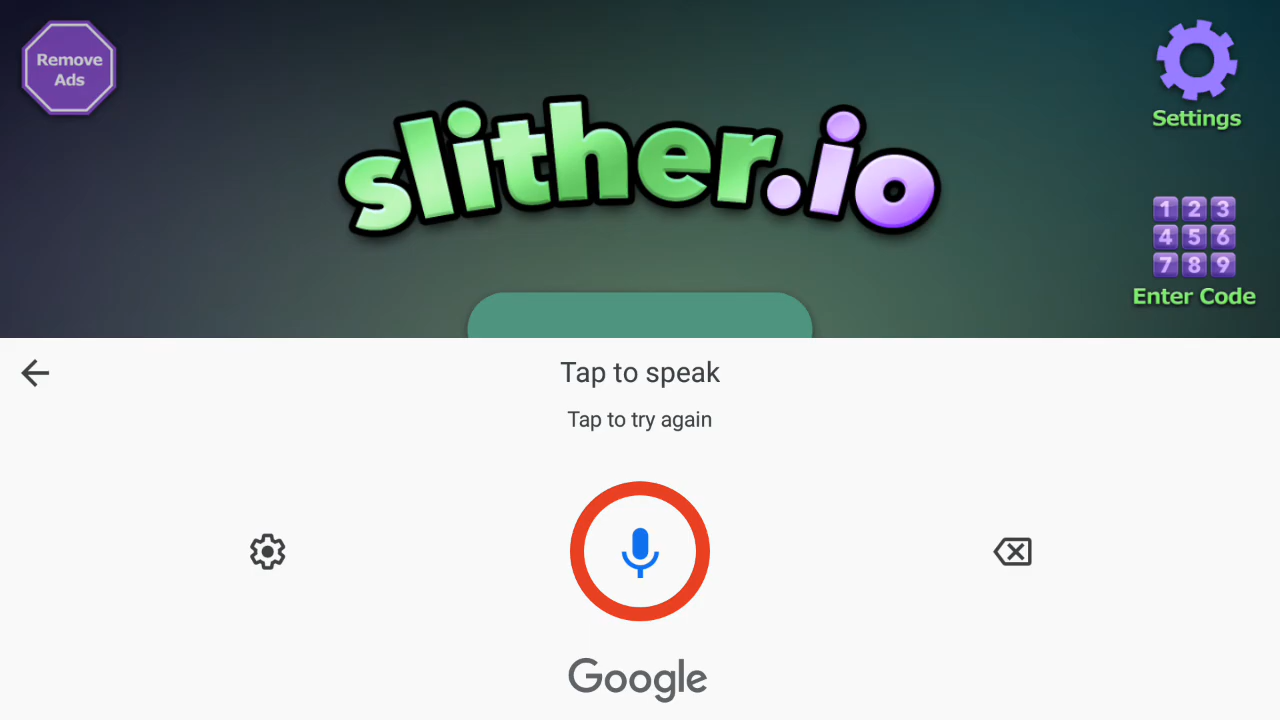 Remove
Ads
slither.io
Settings
1 2 3
4 5 6
7 8 9
Enter Code
Tap to speak
Tap to try again
Google